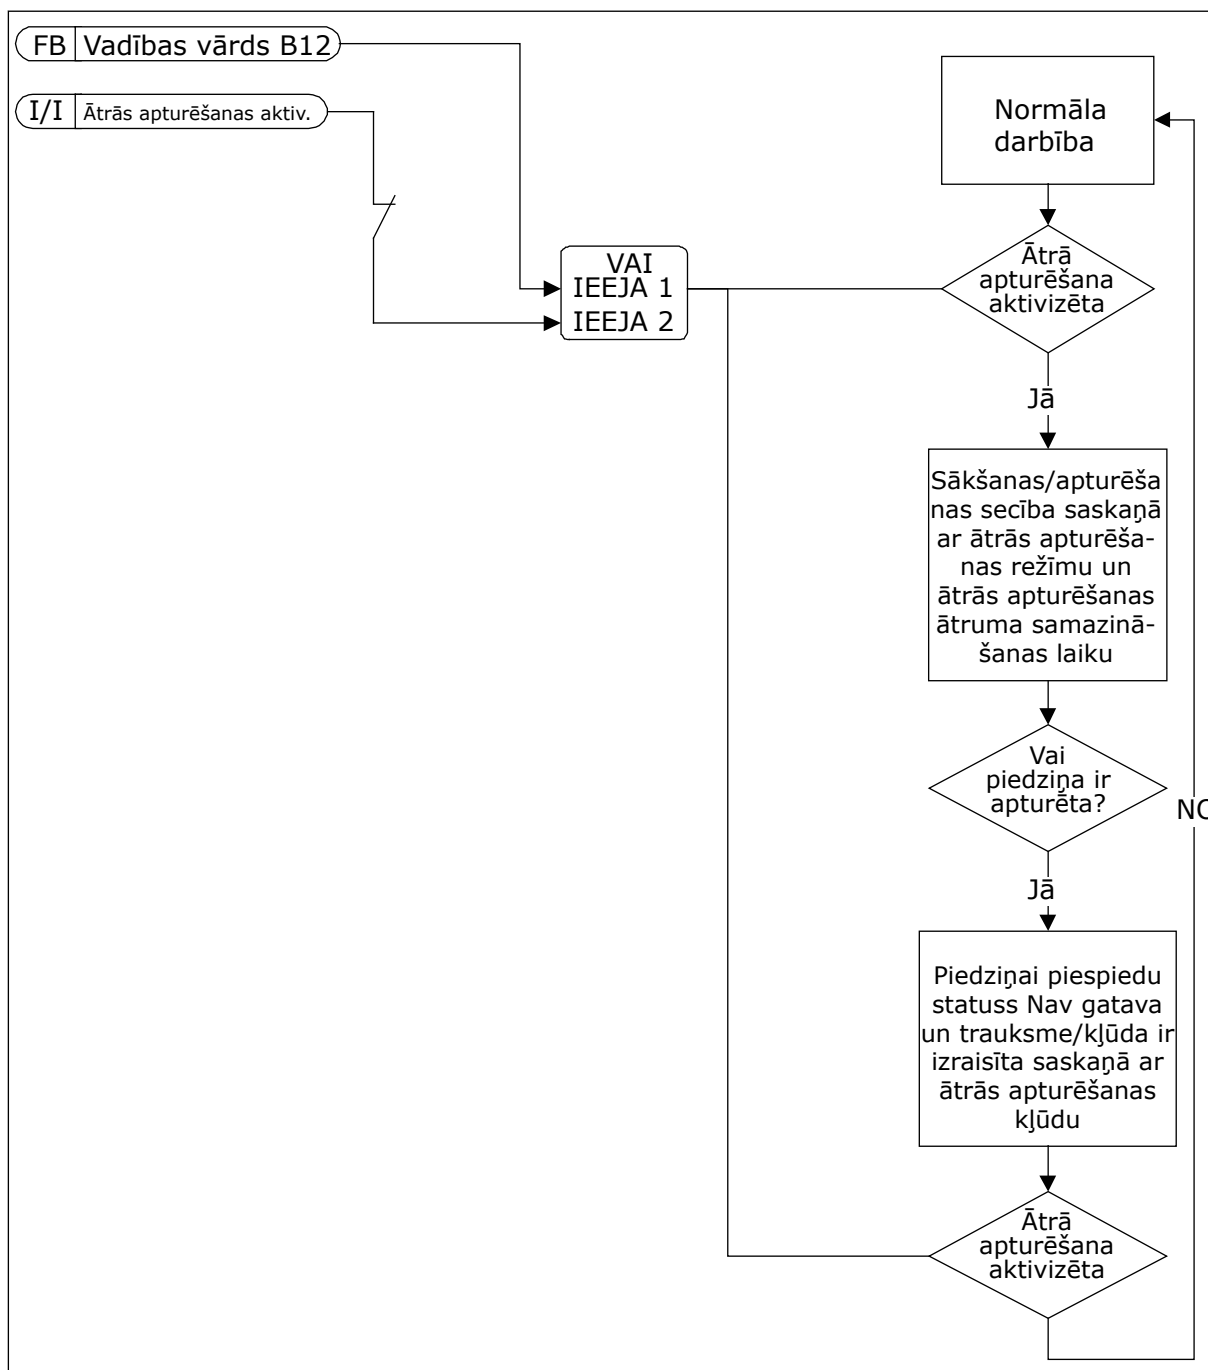 FB Vadības vārds B12
I/I Ātrās apturēšanas aktiv.
VAI
IEEJA 1
IEEJA 2
Normāla
darbība
Ātrā
apturēšana
aktivizēta
Jā
Sākšanas/apturēša
nas secība saskaņā
ar ātrās apturēša-
nas režīmu un
ātrās apturēšanas
ātruma samazinā-
šanas laiku
Vai
piedziņa ir
apturēta?
NO
Jā
Piedziņai piespiedu
statuss Nav gatava
un trauksme/kļūda ir
izraisīta saskaņā ar
ātrās apturēšanas
kļūdu
Ātrā
apturēšana
aktivizēta